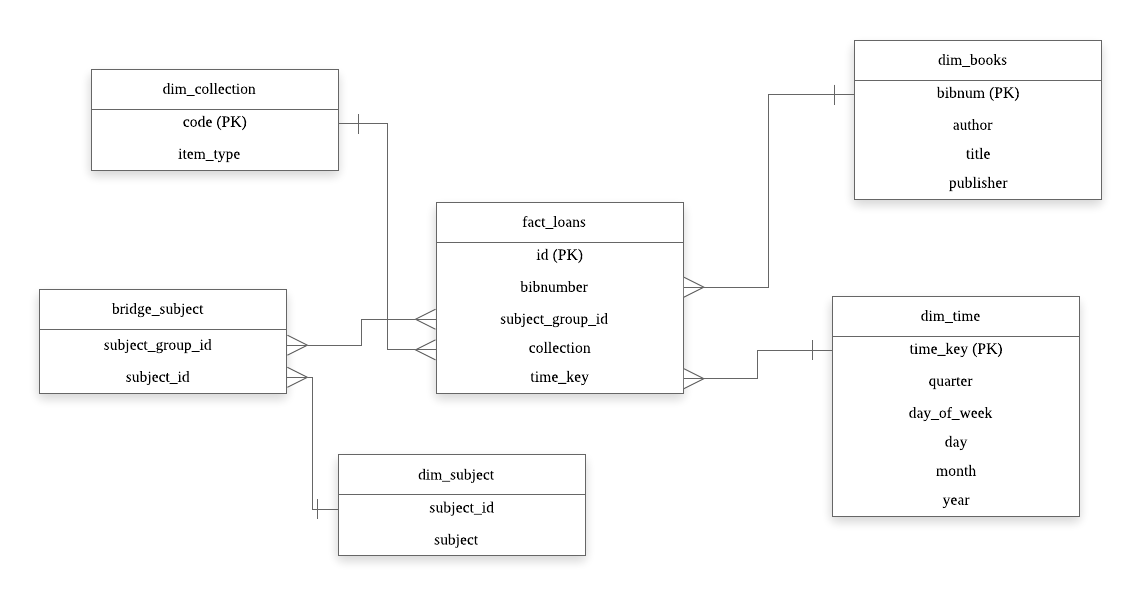 dim_collection
code (PK)
item_type
dim_books
bibnum (PK)
author
title
publisher
fact_loans
id (PK)
bibnumber
subject_group_id
collection
time_key
bridge_subject
subject_group_id
subject_id
dim_time
time_key (PK)
quarter
day_of_week
day
month
year
dim_subject
subject_id
subject